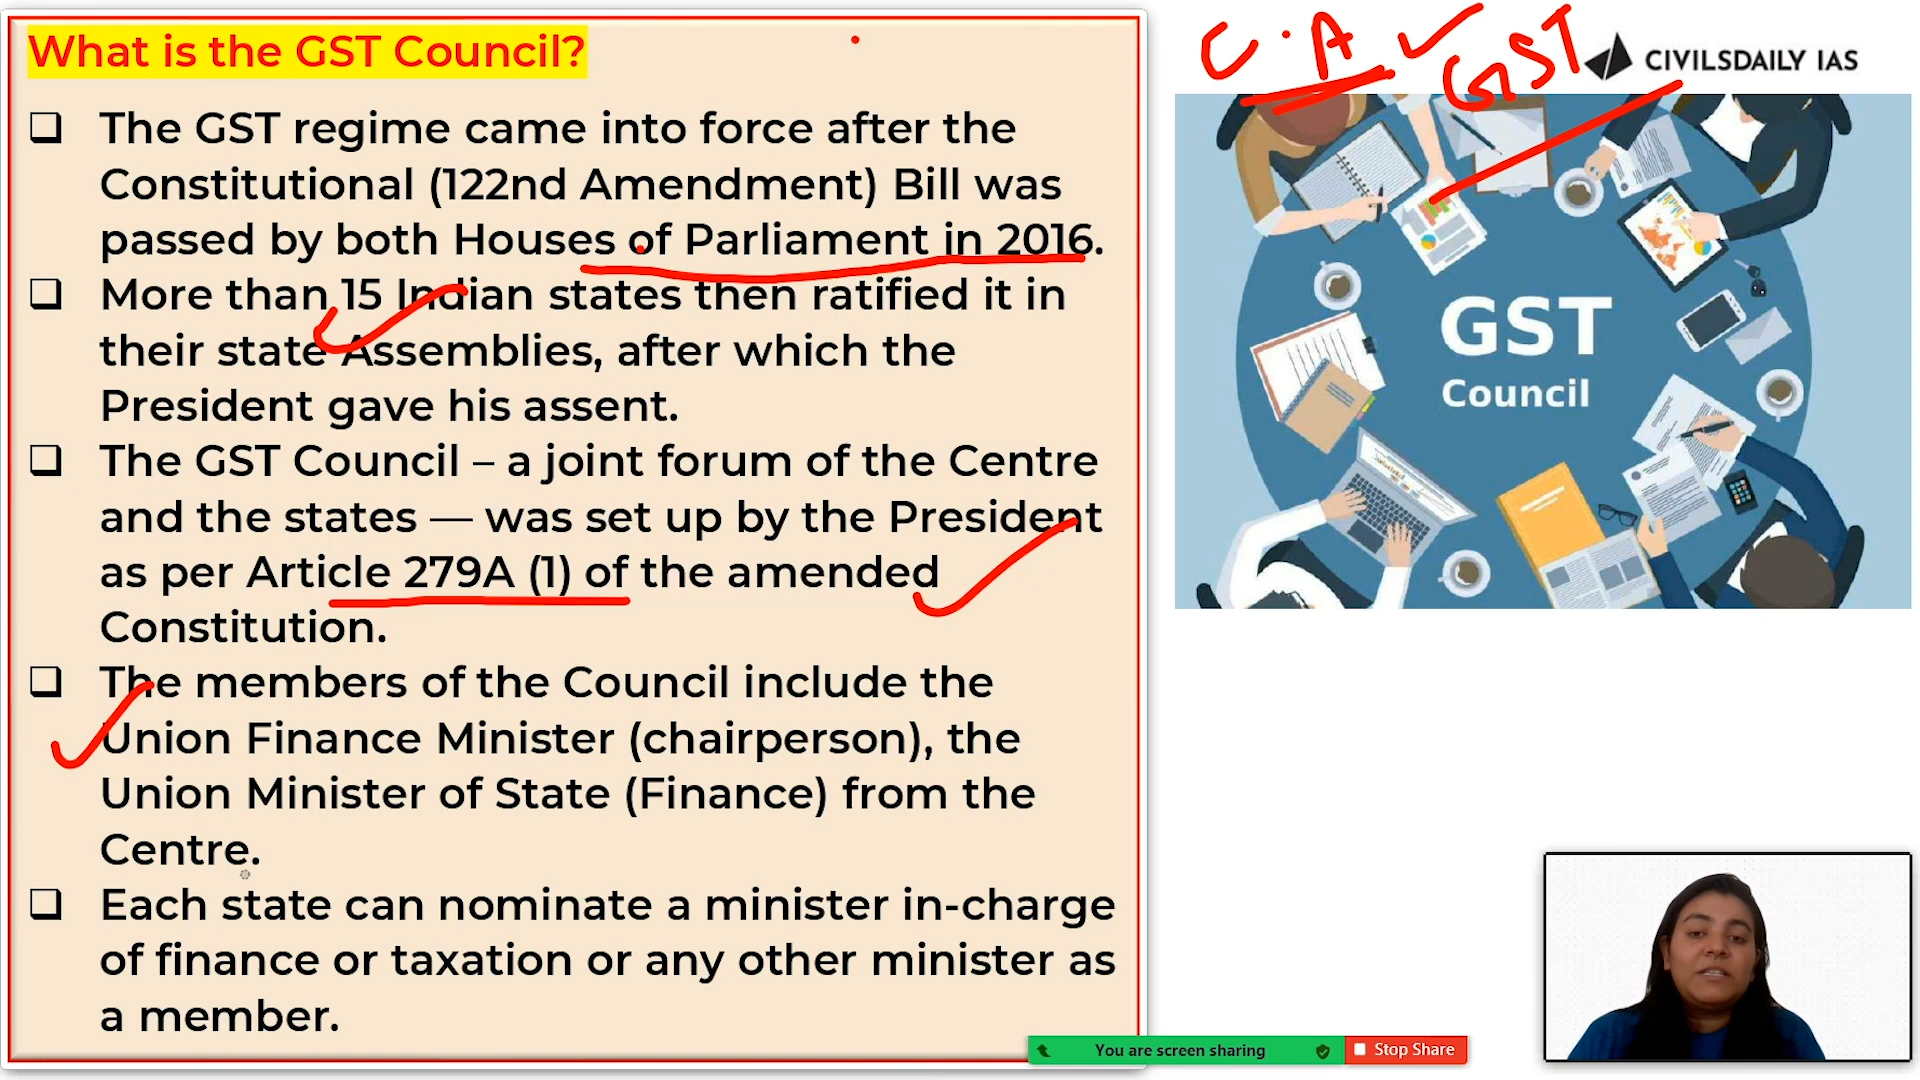 What is the GST Council?
❑ The GST regime came into force after the
Constitutional (122nd Amendment) Bill was
passed by both Houses of Parliament in 2016.
❑ More than 15 Indian states then ratified it in
their state Assemblies, after which the
President gave his assent.
❑ The GST Council – a joint forum of the Centre
and the states — was set up by the President
as per Article 279A (1) of the amended
Constitution.
❑ The members of the Council include the
Union Finance Minister (chairperson), the
Union Minister of State (Finance) from the
Centre.
❑ Each state can nominate a minister in-charge
of finance or taxation or any other minister as
a member.
C.A
GST
CIVILSDAILY IAS
GST
Council
You are screen sharing
Stop Share